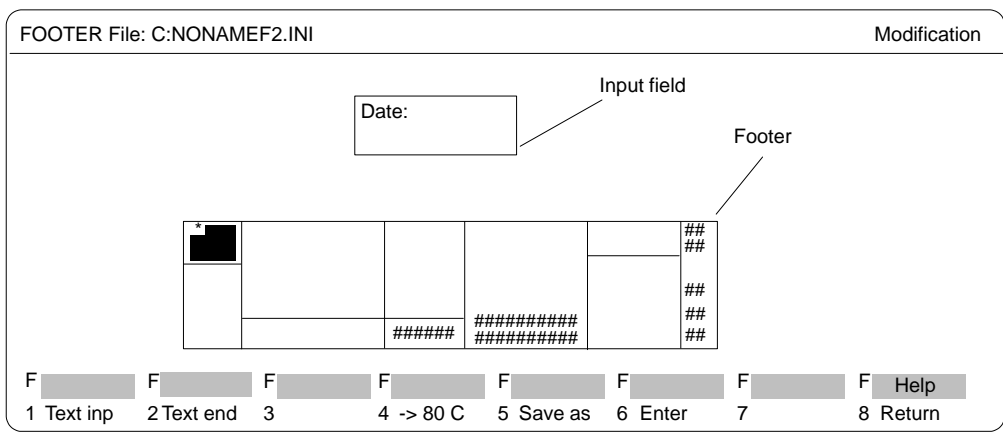 FOOTER File: C:NONAMEF2.INI Modification
Input field
Date:
Footer
*
##
##
##
##
##########
###### ##########
##
F F F F F F F F Help
1 Text inp 2 Text end 3 4 -> 80 C 5 Save as 6 Enter 7 8 Return